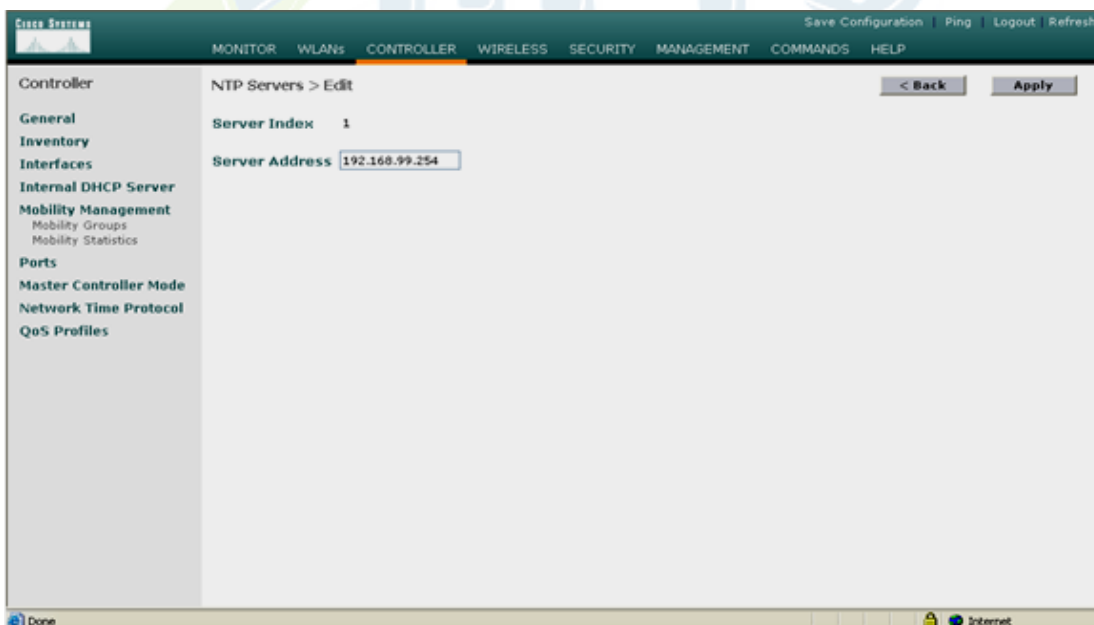 CISCO SYSTEMS
Save Configuration | Ping | Logout | Refresh
MONITOR WLANs CONTROLLER WIRELESS SECURITY MANAGEMENT COMMANDS HELP
Controller
General
Inventory
Interfaces
Internal DHCP Server
Mobility Management
Mobility Groups
Mobility Statistics
Ports
Master Controller Mode
Network Time Protocol
QoS Profiles
NTP Servers > Edit
< Back Apply
Server Index 1
Server Address 192.168.99.254
Done
Internet